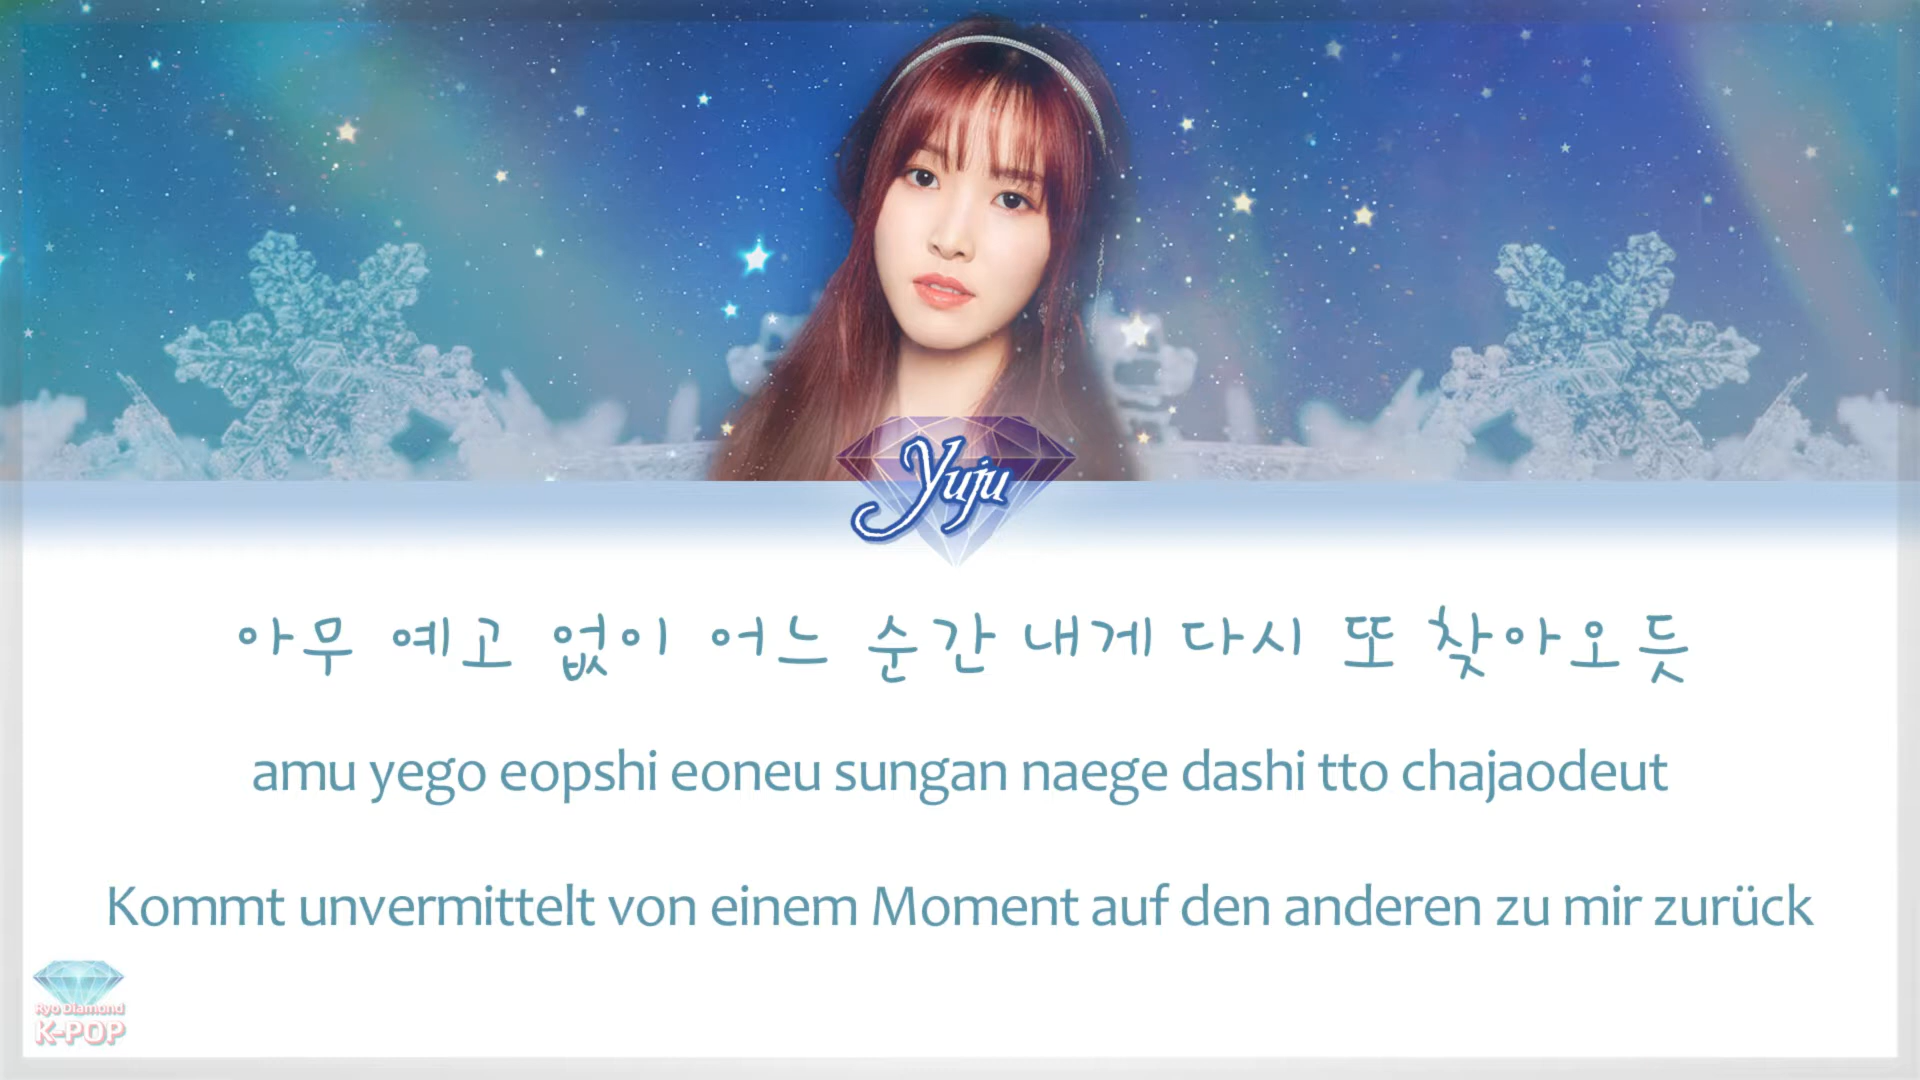 Yuju
아무 예고 없이 어느 순간 내게 다시 또 찾아오듯
amu yego eopshi eoneu sungan naege dashi tto chajaodeut
Kommt unvermittelt von einem Moment auf den anderen zu mir zurück
Ryo Diamond
K-POP